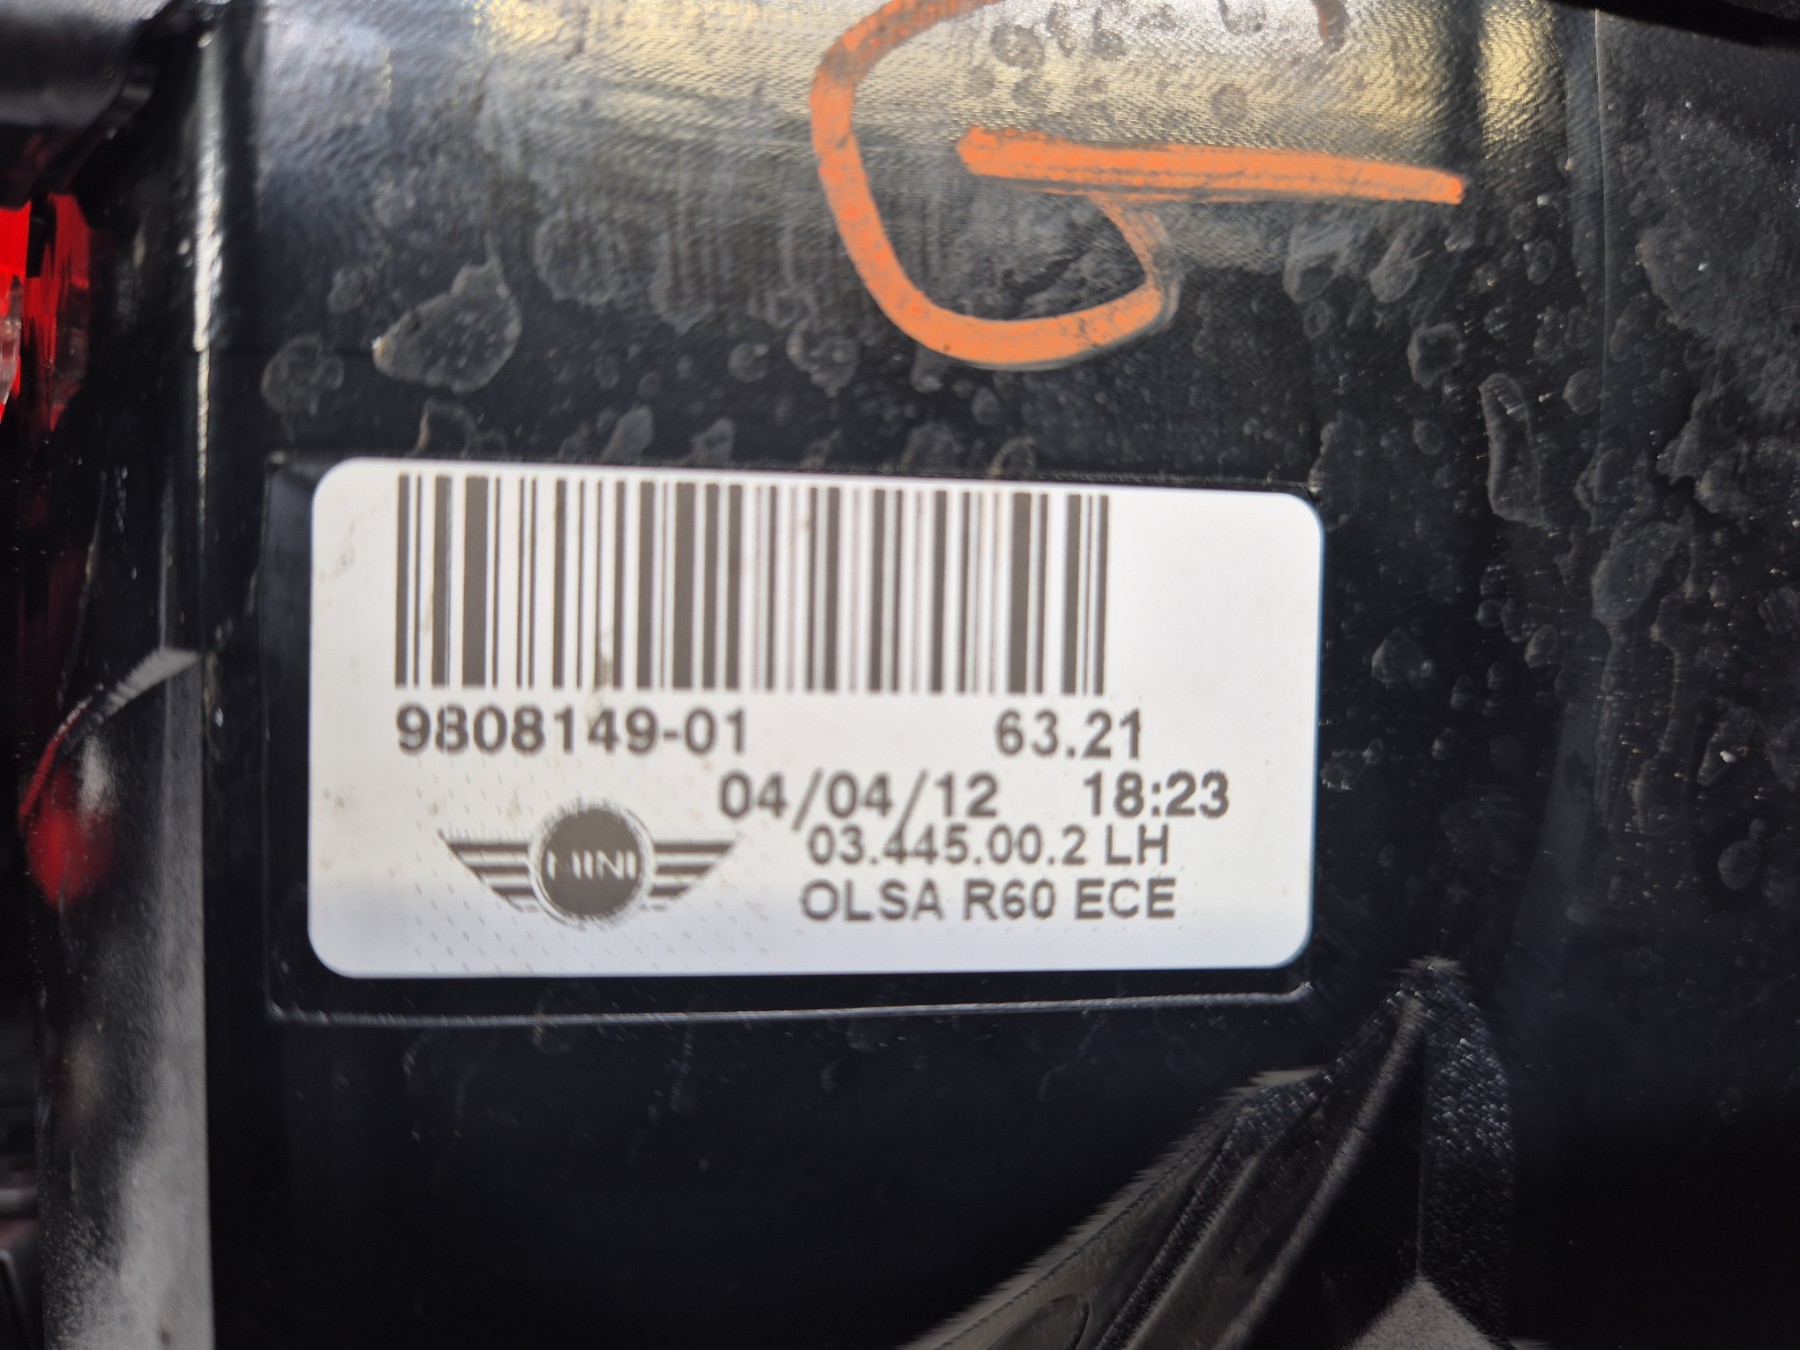 G
9808149-01 63.21
04/04/12 18:23
03.445.00.2 LH
MINI
OLSA R60 ECE